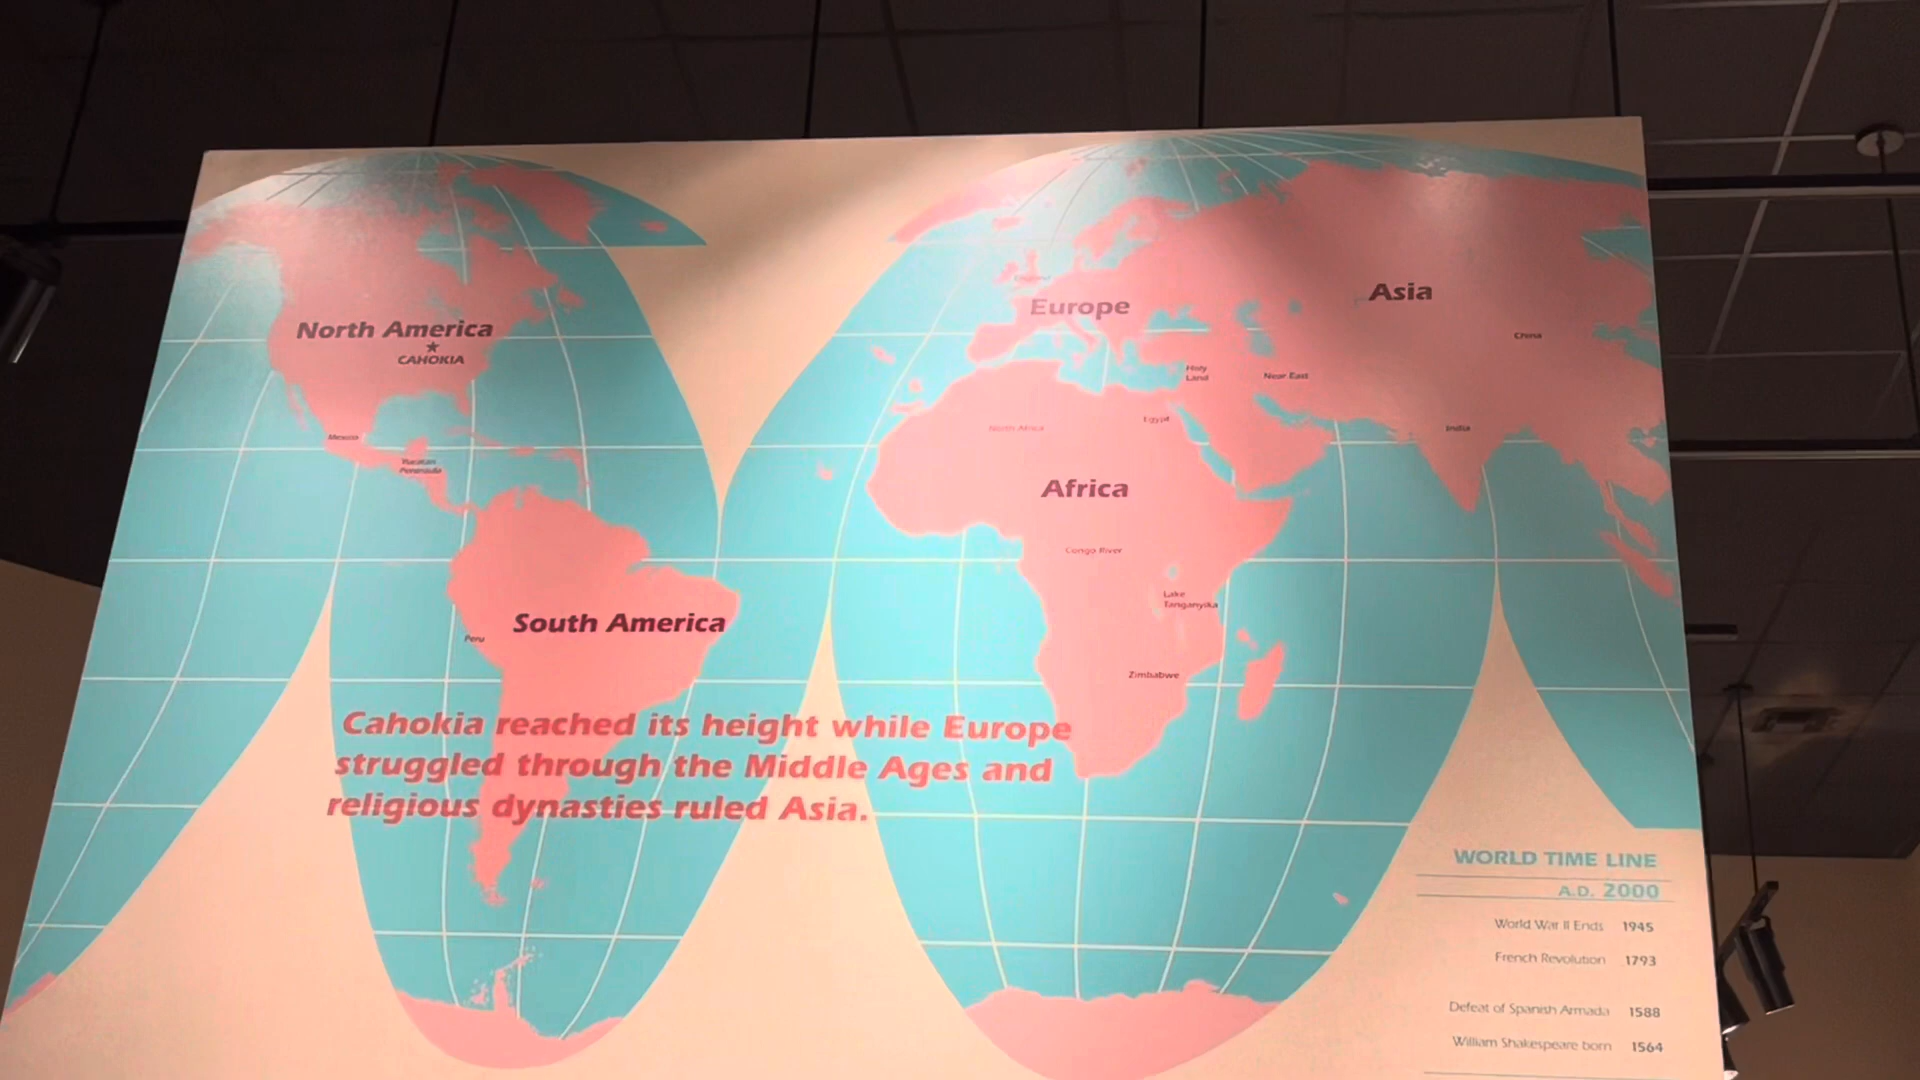 North America
CAHOKIA
Mexico
Yucatan
Peninsula
South America
Peru
England
Europe
Asia
China
Holy
Land
Near East
North Africa
Egypt
India
Africa
Congo River
Lake
Tanganyika
Zimbabwe
Cahokia reached its height while Europe
struggled through the Middle Ages and
religious dynasties ruled Asia.
WORLD TIME LINE
A.D. 2000
World War II Ends 1945
French Revolution 1793
Defeat of Spanish Armada 1588
William Shakespeare born 1564